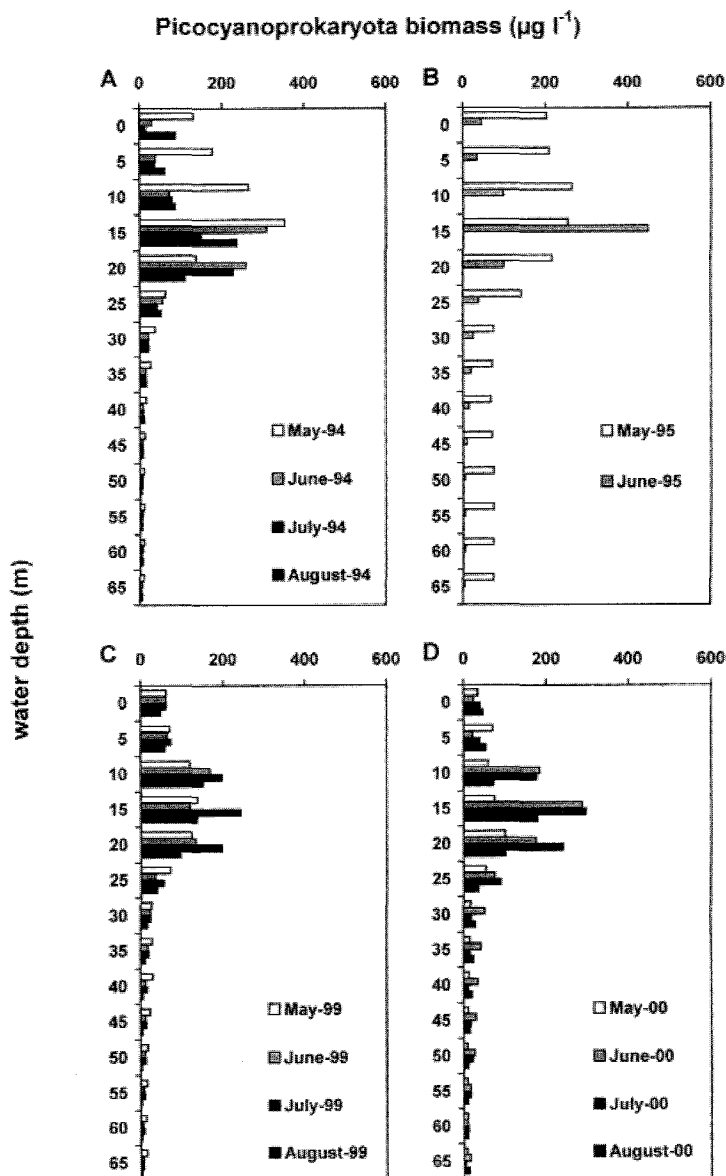 Picocyanoprokaryota biomass (µg l⁻¹)
A
0 200 400 600
0
5
10
15
20
25
30
35
40
45
50
55
60
65
May-94
June-94
July-94
August-94
B
0 200 400 600
0
5
10
15
20
25
30
35
40
45
50
55
60
65
May-95
June-95
water depth (m)
C
0 200 400 600
0
5
10
15
20
25
30
35
40
45
50
55
60
65
May-99
June-99
July-99
August-99
D
0 200 400 600
0
5
10
15
20
25
30
35
40
45
50
55
60
65
May-00
June-00
July-00
August-00